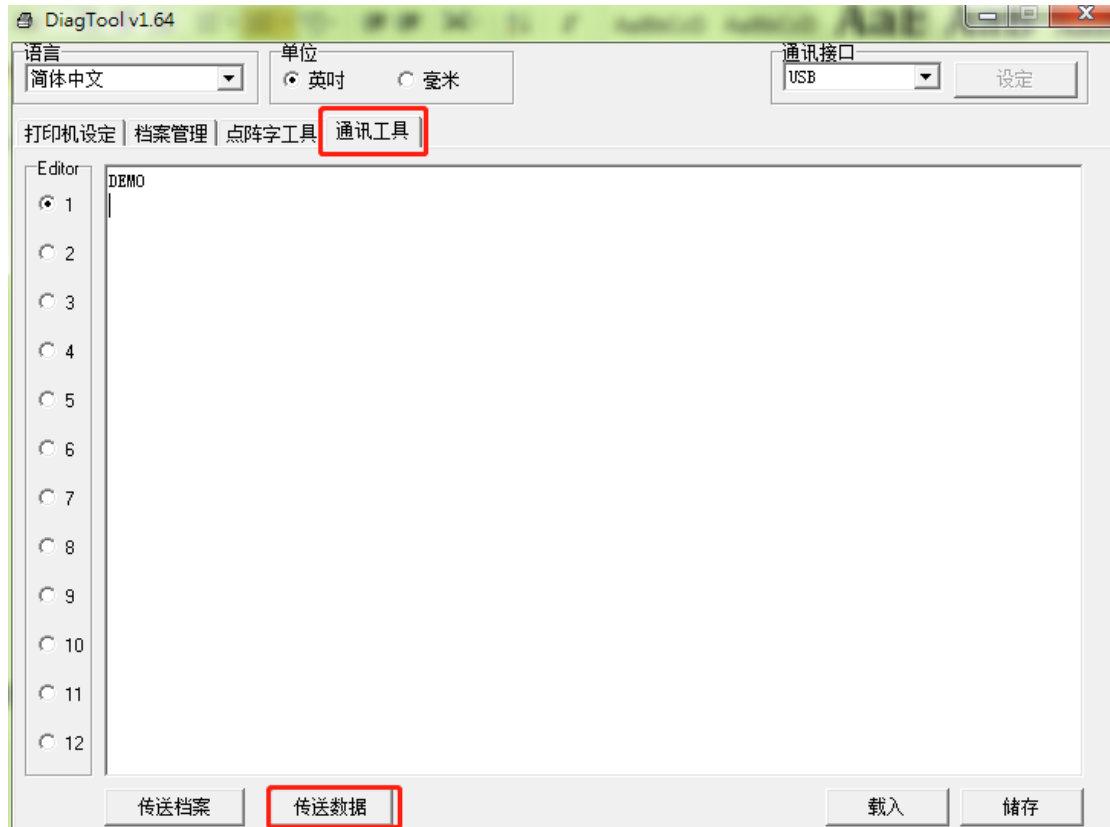 DiagTool v1.64
语言 单位 通讯接口
简体中文 英吋 毫米 USB 设定
打印机设定 档案管理 点阵字工具 通讯工具
Editor
DEMO
1
2
3
4
5
6
7
8
9
10
11
12
传送档案 传送数据 载入 储存